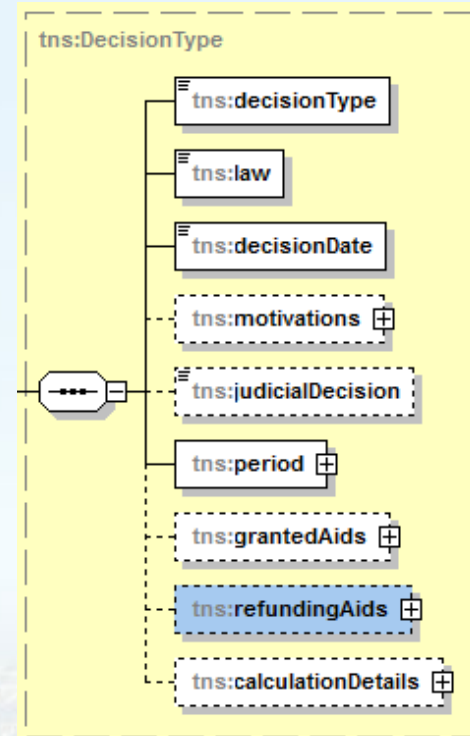 tns:DecisionType
tns:decisionType
tns:law
tns:decisionDate
tns:motivations
tns:judicialDecision
tns:period
tns:grantedAids
tns:refundingAids
tns:calculationDetails